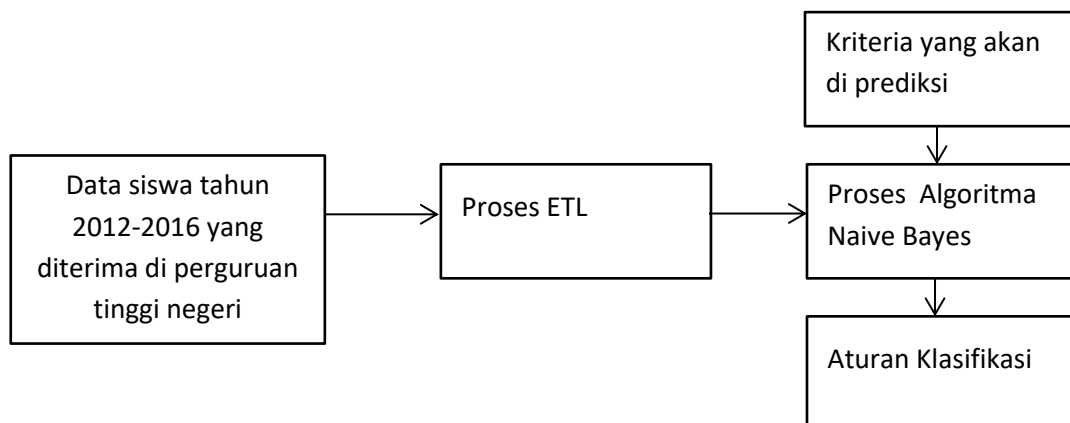 Kriteria yang akan
di prediksi
Data siswa tahun
2012-2016 yang
diterima di perguruan
tinggi negeri
Proses ETL
Proses Algoritma
Naive Bayes
Aturan Klasifikasi